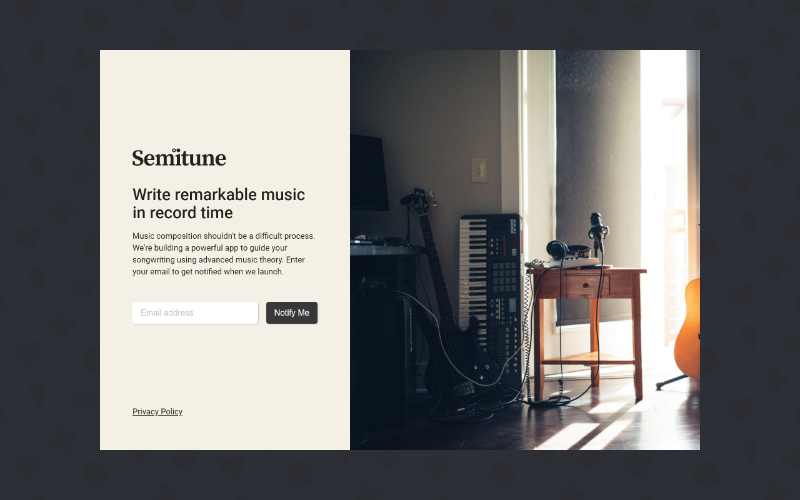 Semitune
Write remarkable music
in record time
Music composition shouldn't be a difficult process.
We're building a powerful app to guide your
songwriting using advanced music theory. Enter
your email to get notified when we launch.
Email address
Notify Me
Privacy Policy